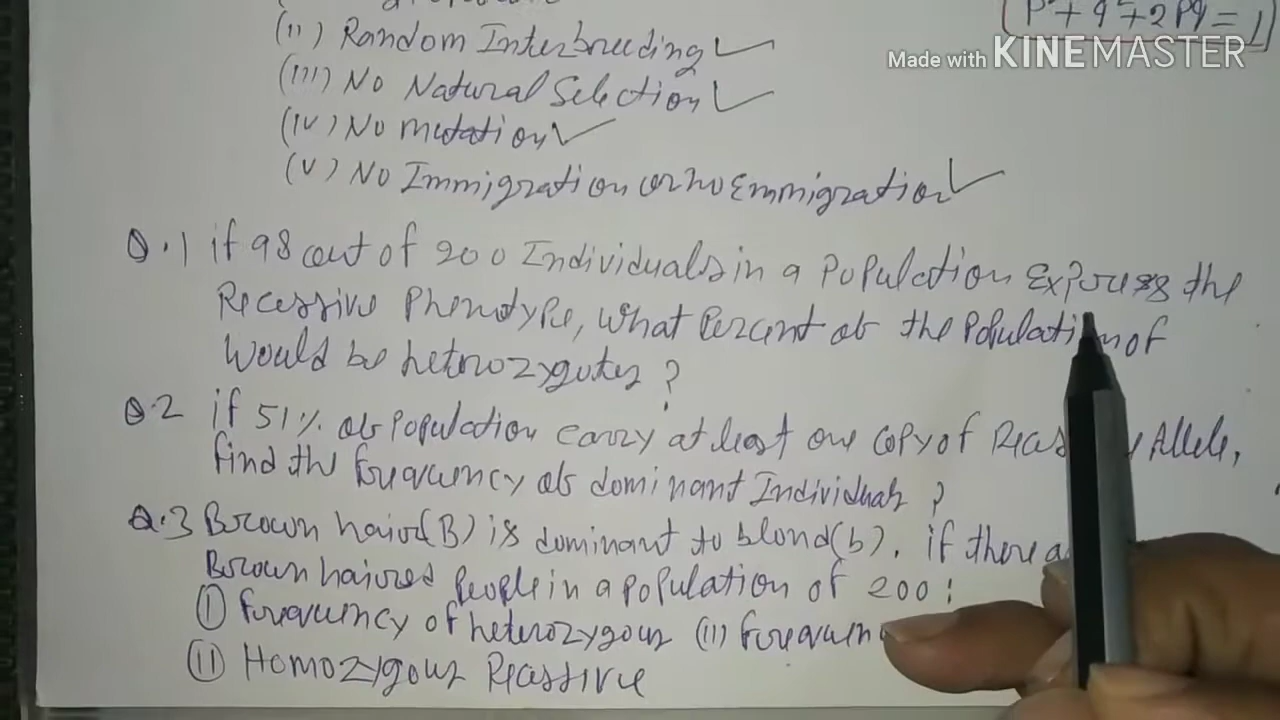 (P²+q²+2Pq=1)
Made with KINEMASTER
(ii) Random Interbreeding ✓
(iii) No Natural Selection ✓
(iv) No mutation ✓
(v) No Immigration or no Emmigration ✓
Q.1 if 98 out of 200 Individuals in a Population Express the
Recessive Phenotype, What Percent of the Population of
Would be hetrozygotes ?
Q.2 if 51% of Population carry at least one copy of Allele,
find the frequency of dominant Individuals ?
Q.3 Brown hair(B) is dominant to blond(b). if there
Brown haired People in a population of 200 :
(I) frequency of heterozygous (II)
(II) Homozygous Recessive